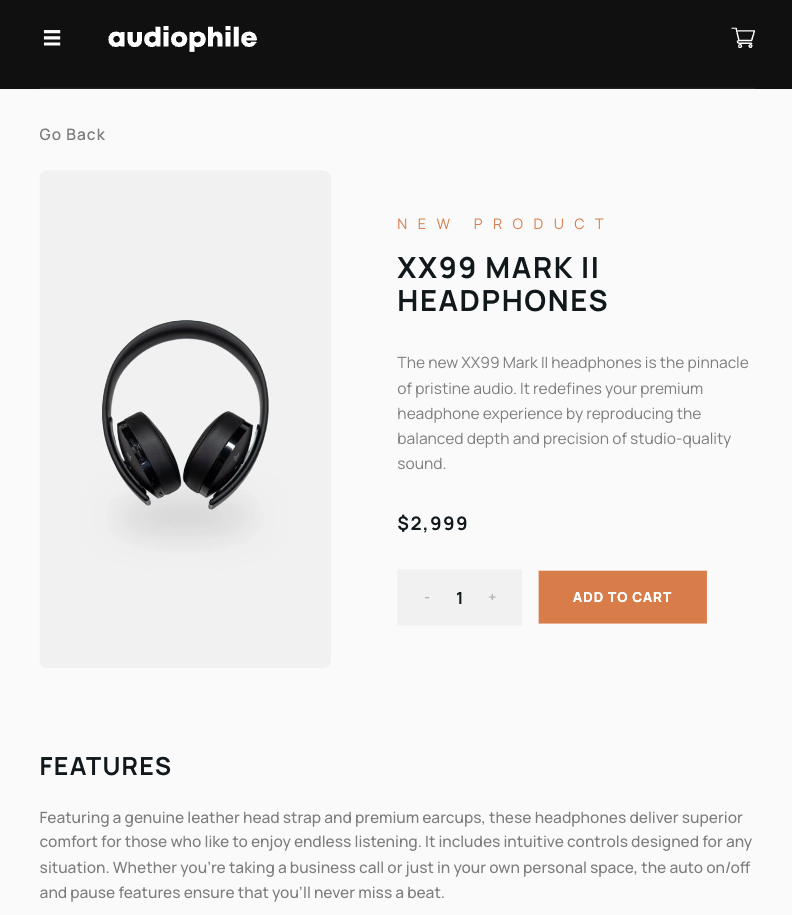 audiophile
Go Back
NEW PRODUCT
XX99 MARK II
HEADPHONES
The new XX99 Mark II headphones is the pinnacle
of pristine audio. It redefines your premium
headphone experience by reproducing the
balanced depth and precision of studio-quality
sound.
$2,999
- 1 +
ADD TO CART
FEATURES
Featuring a genuine leather head strap and premium earcups, these headphones deliver superior
comfort for those who like to enjoy endless listening. It includes intuitive controls designed for any
situation. Whether you’re taking a business call or just in your own personal space, the auto on/off
and pause features ensure that you’ll never miss a beat.